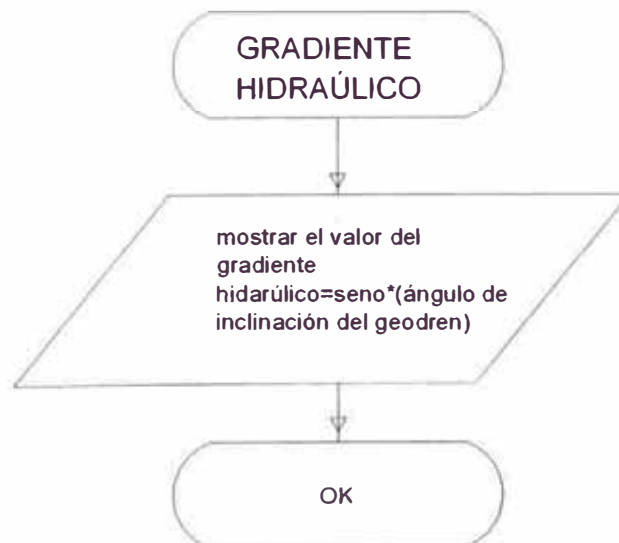 GRADIENTE
HIDRAÚLICO
mostrar el valor del
gradiente
hidarúlico=seno*(ángulo de
inclinación del geodren)
OK